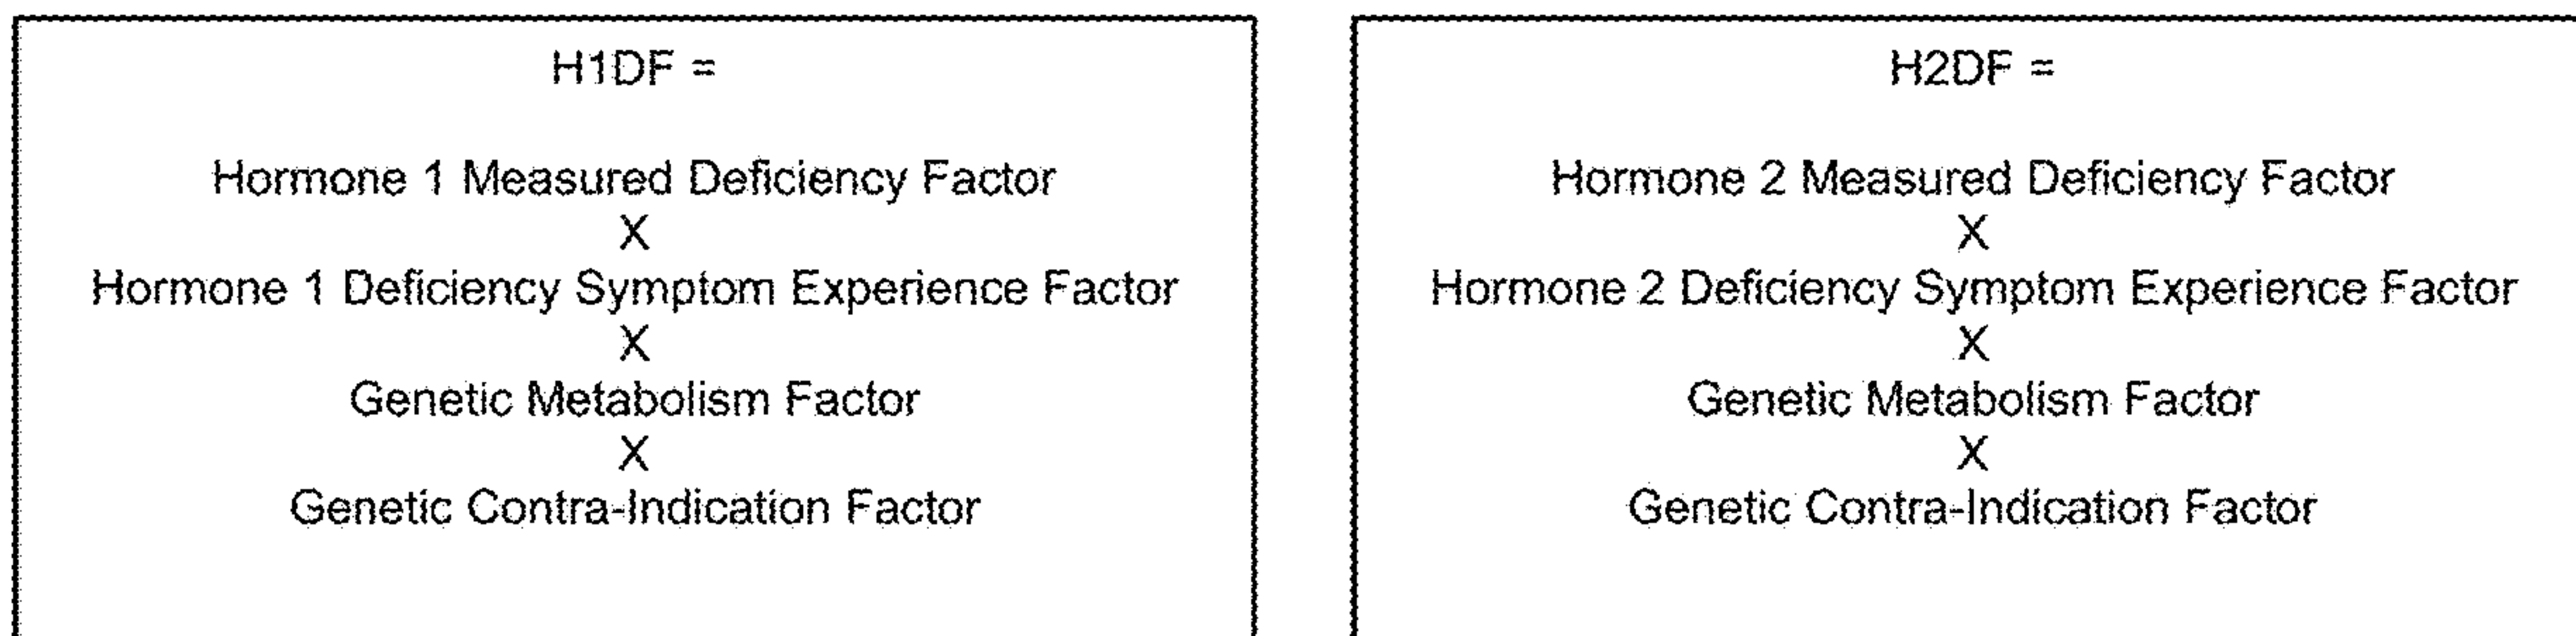 H1DF =
Hormone 1 Measured Deficiency Factor
X
Hormone 1 Deficiency Symptom Experience Factor
X
Genetic Metabolism Factor
X
Genetic Contra-Indication Factor
H2DF =
Hormone 2 Measured Deficiency Factor
X
Hormone 2 Deficiency Symptom Experience Factor
X
Genetic Metabolism Factor
X
Genetic Contra-Indication Factor